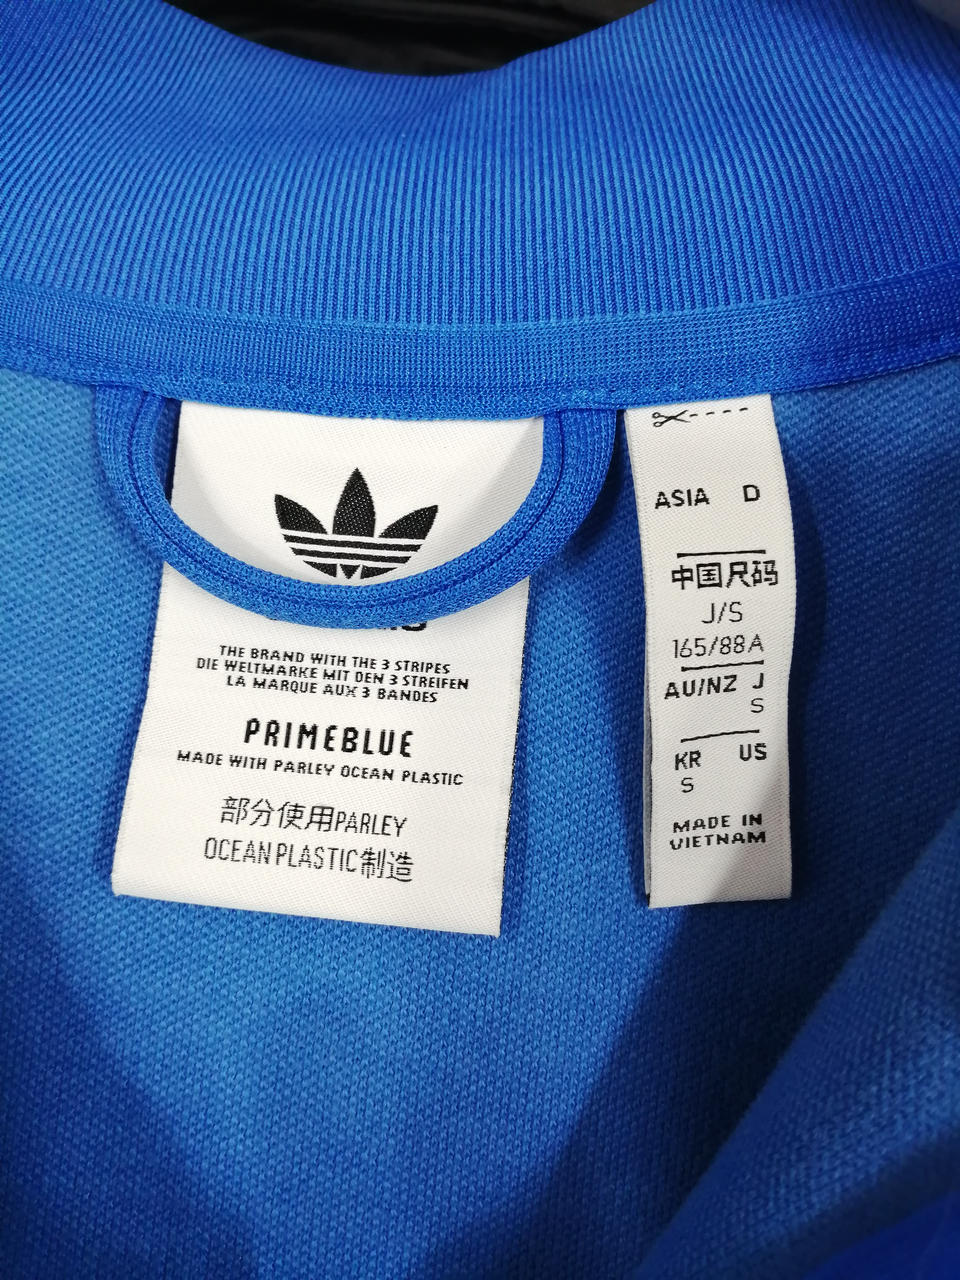 THE BRAND WITH THE 3 STRIPES
DIE WELTMARKE MIT DEN 3 STREIFEN
LA MARQUE AUX 3 BANDES
PRIMEBLUE
MADE WITH PARLEY OCEAN PLASTIC
部分使用PARLEY
OCEAN PLASTIC制造
ASIA D
中国尺码
J/S
165/88A
AU/NZ J
S
KR US
S
MADE IN
VIETNAM